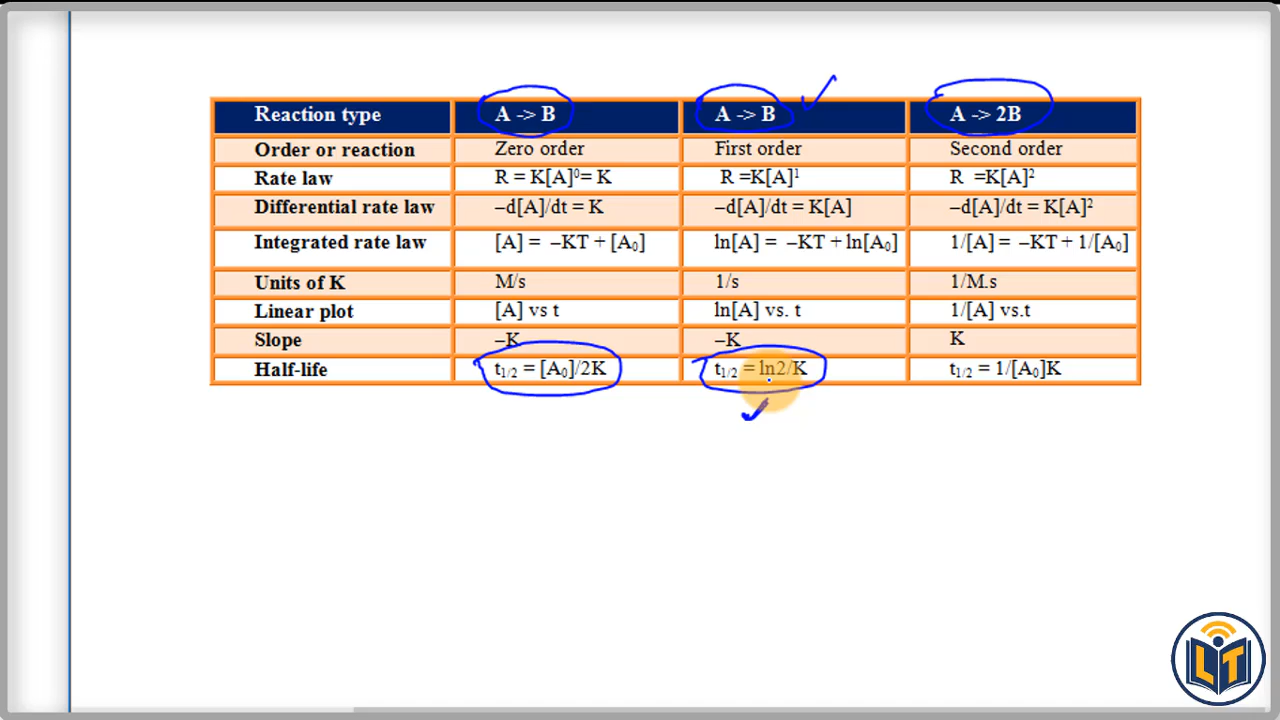 Reaction type A -> B A -> B A -> 2B
Order or reaction Zero order First order Second order
Rate law R = K[A]⁰= K R =K[A]¹ R =K[A]²
Differential rate law –d[A]/dt = K –d[A]/dt = K[A] –d[A]/dt = K[A]²
Integrated rate law [A] = –KT + [A₀] ln[A] = –KT + ln[A₀] 1/[A] = –KT + 1/[A₀]
Units of K M/s 1/s 1/M.s
Linear plot [A] vs t ln[A] vs. t 1/[A] vs.t
Slope –K –K K
Half-life t₁/₂ = [A₀]/2K t₁/₂ = ln2/K t₁/₂ = 1/[A₀]K
LT